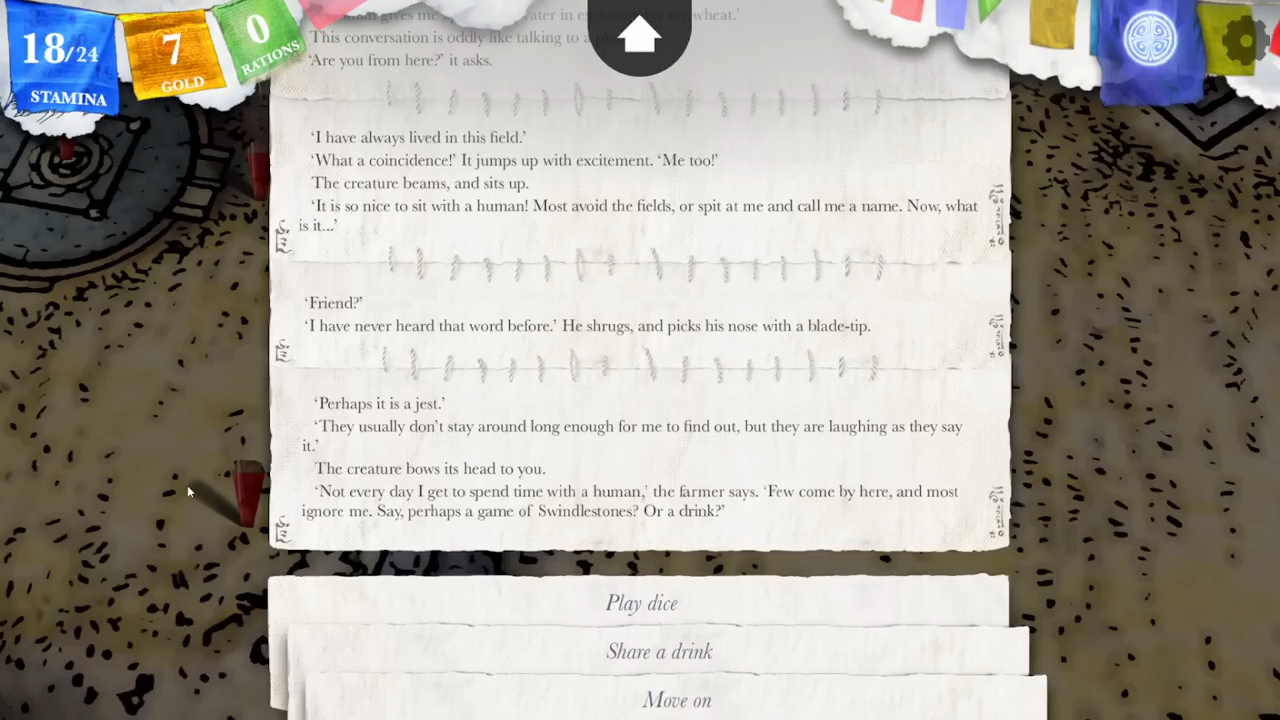 18/24
STAMINA
7
GOLD
0
RATIONS
gives me water in wheat.’
‘This conversation is oddly like talking to a
‘Are you from here?’ it asks.
‘I have always lived in this field.’
‘What a coincidence!’ It jumps up with excitement. ‘Me too!’
The creature beams, and sits up.
‘It is so nice to sit with a human! Most avoid the fields, or spit at me and call me a name. Now, what
is it...’
‘Friend?’
‘I have never heard that word before.’ He shrugs, and picks his nose with a blade-tip.
‘Perhaps it is a jest.’
‘They usually don’t stay around long enough for me to find out, but they are laughing as they say
it.’
The creature bows its head to you.
‘Not every day I get to spend time with a human,’ the farmer says. ‘Few come by here, and most
ignore me. Say, perhaps a game of Swindlestones? Or a drink?’
Play dice
Share a drink
Move on